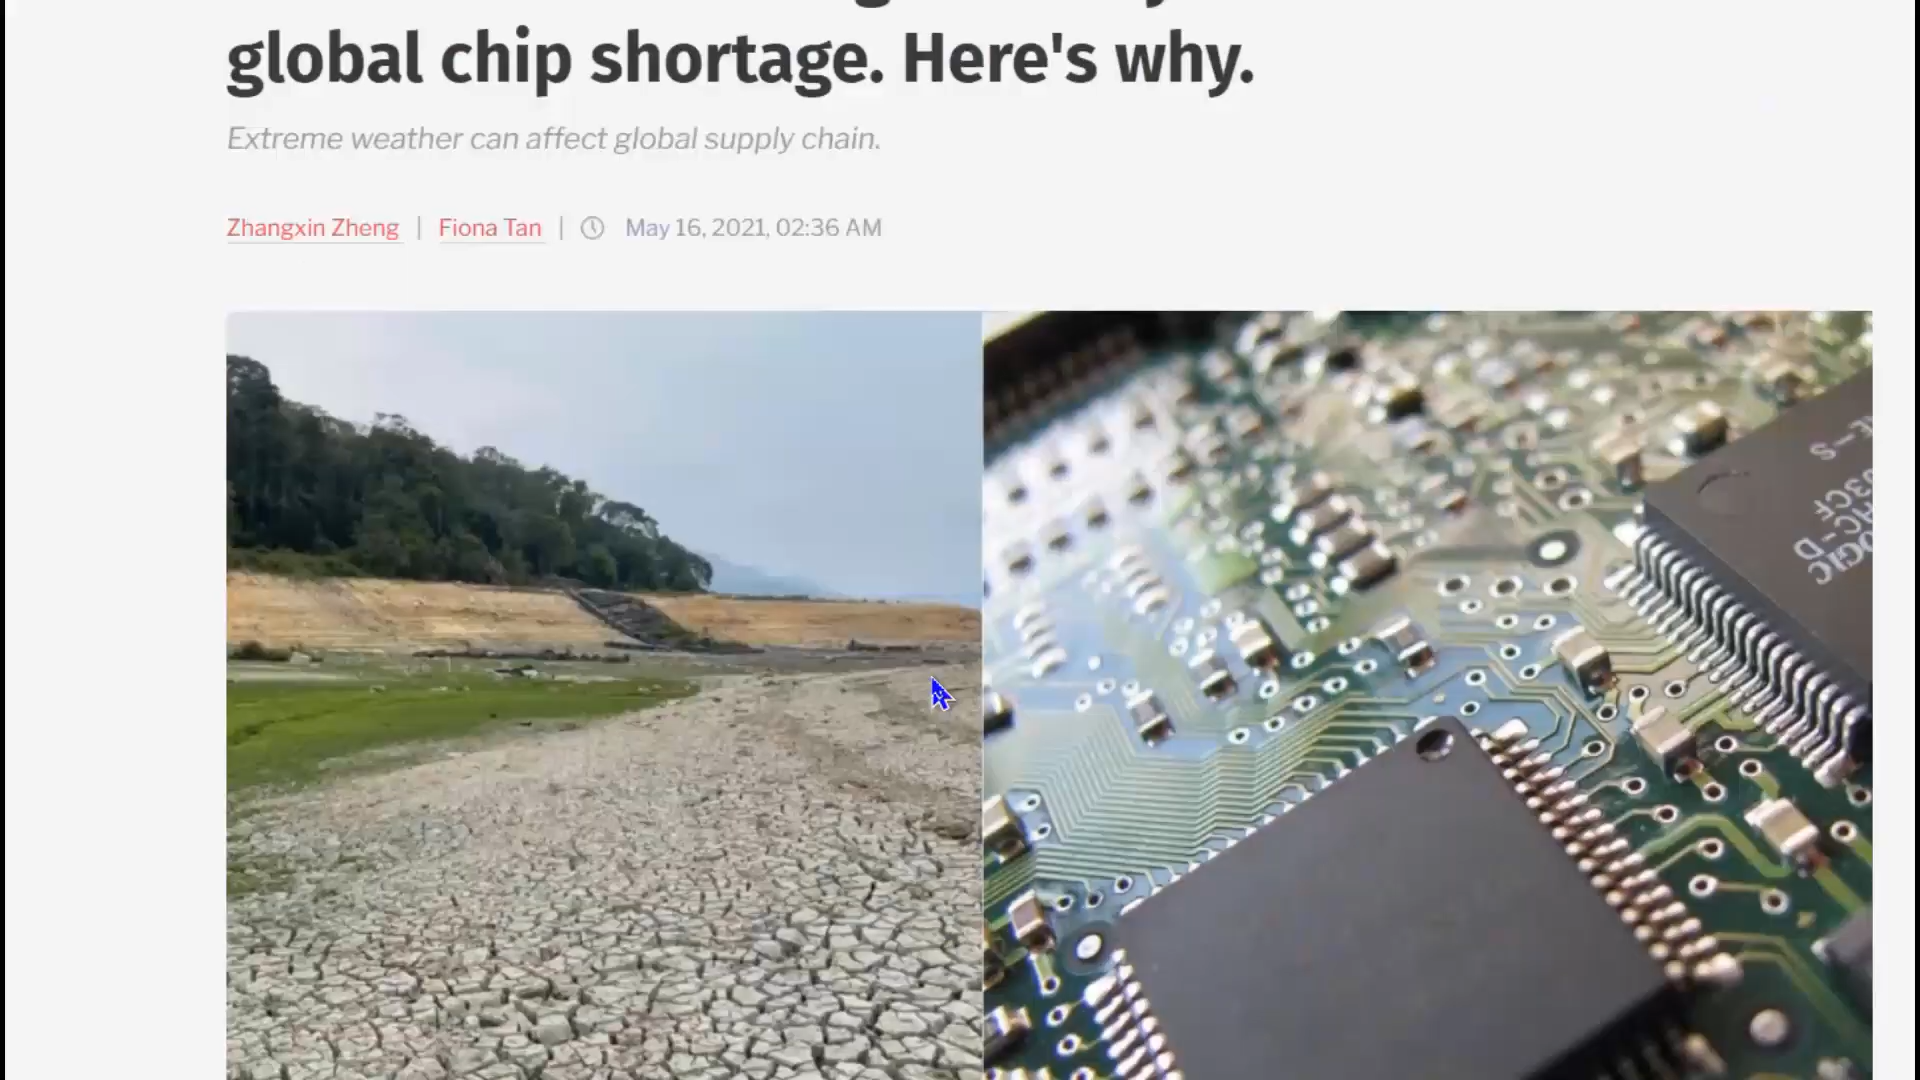 global chip shortage. Here's why.
Extreme weather can affect global supply chain.
Zhangxin Zheng | Fiona Tan | May 16, 2021, 02:36 AM